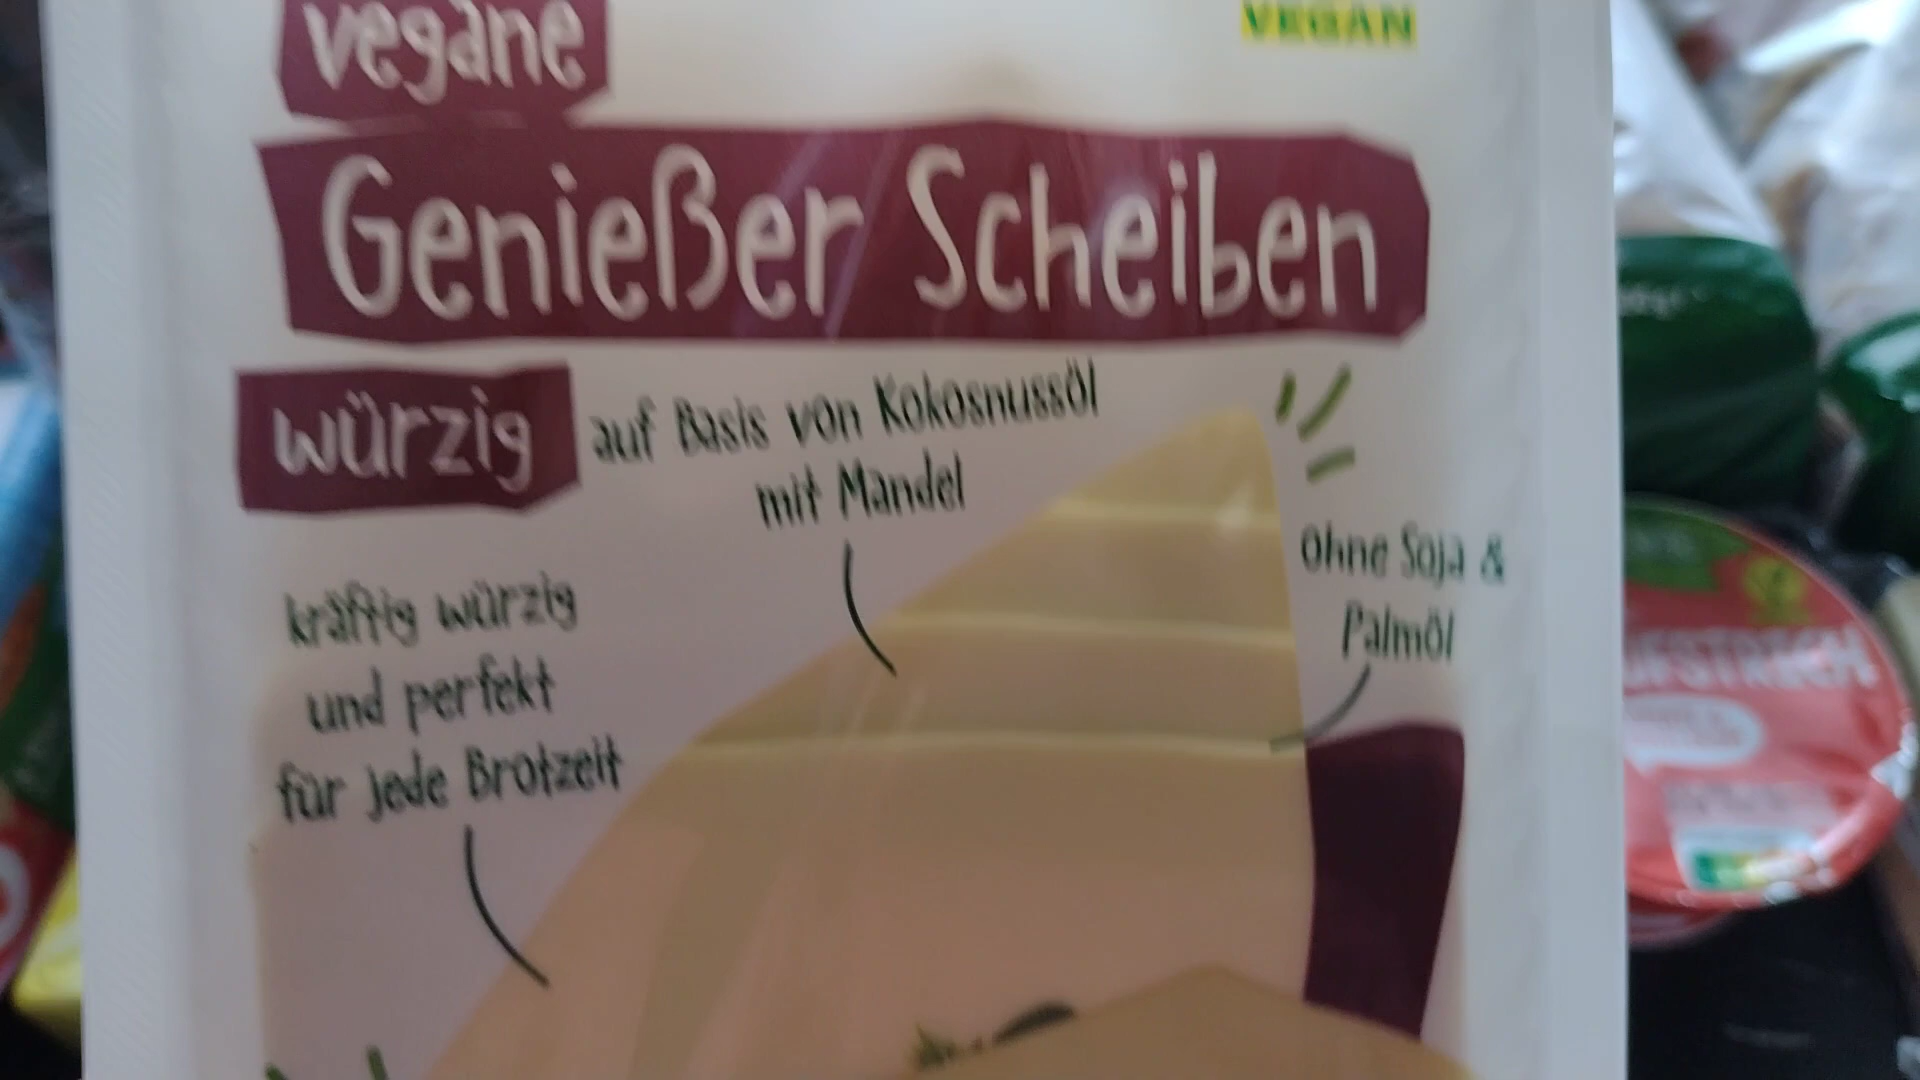 vegane
VEGAN
Genießer Scheiben
würzig
auf Basis von Kokosnussöl
mit Mandel
ohne Soja &
Palmöl
kräftig würzig
und perfekt
für jede Brotzeit